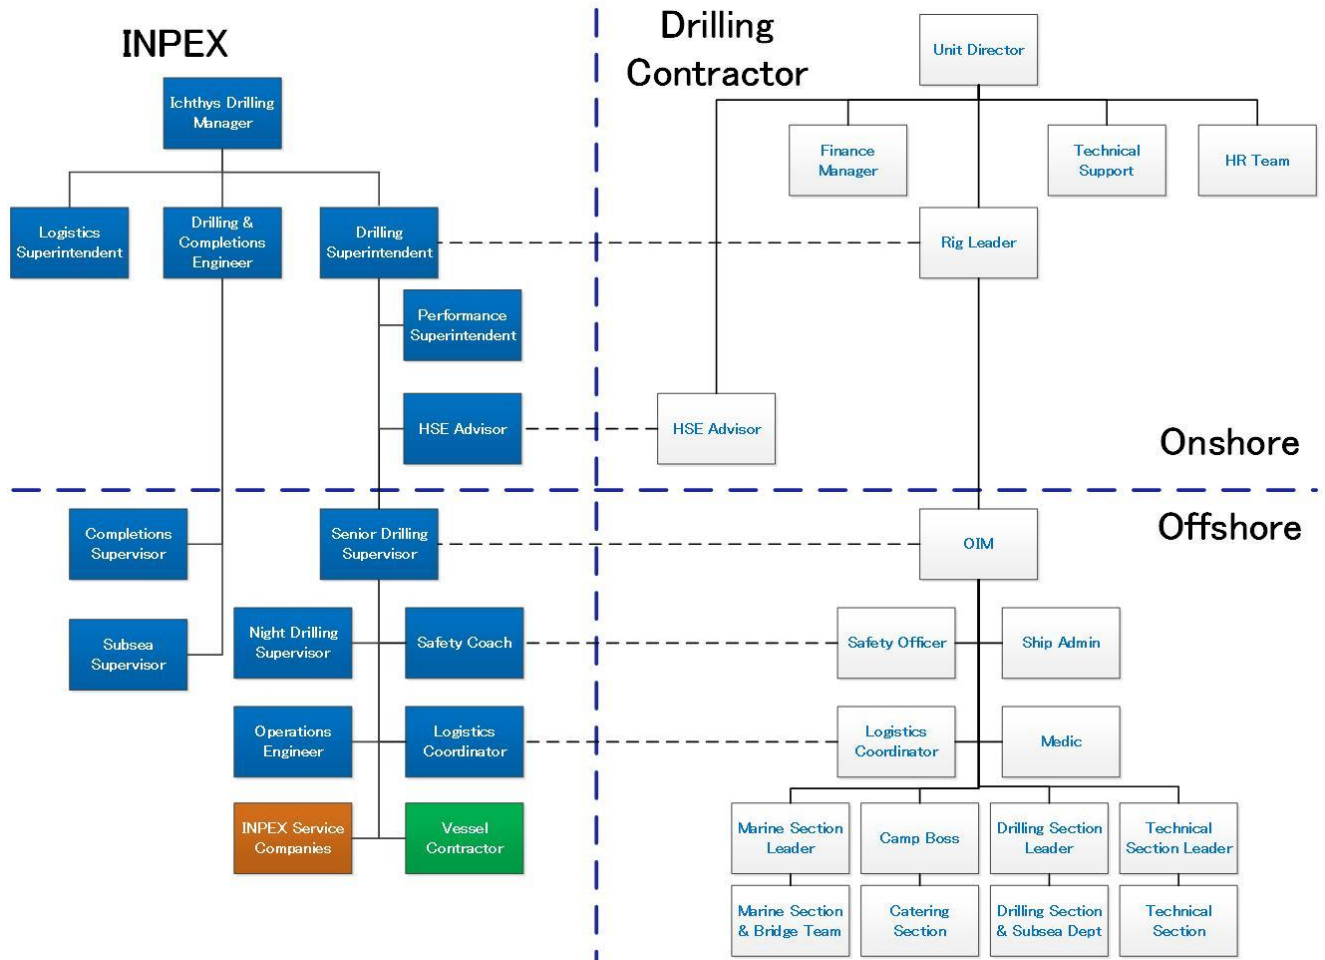 INPEX
Drilling
Contractor
Unit Director
Ichthys Drilling
Manager
Finance
Manager
Technical
Support
HR Team
Logistics
Superintendent
Drilling &
Completions
Engineer
Drilling
Superintendent
Rig Leader
Performance
Superintendent
HSE Advisor
HSE Advisor
Onshore
Offshore
Completions
Supervisor
Senior Drilling
Supervisor
OIM
Subsea
Supervisor
Night Drilling
Supervisor
Safety Coach
Safety Officer
Ship Admin
Operations
Engineer
Logistics
Coordinator
Logistics
Coordinator
Medic
INPEX Service
Companies
Vessel
Contractor
Marine Section
Leader
Camp Boss
Drilling Section
Leader
Technical
Section Leader
Marine Section
& Bridge Team
Catering
Section
Drilling Section
& Subsea Dept
Technical
Section